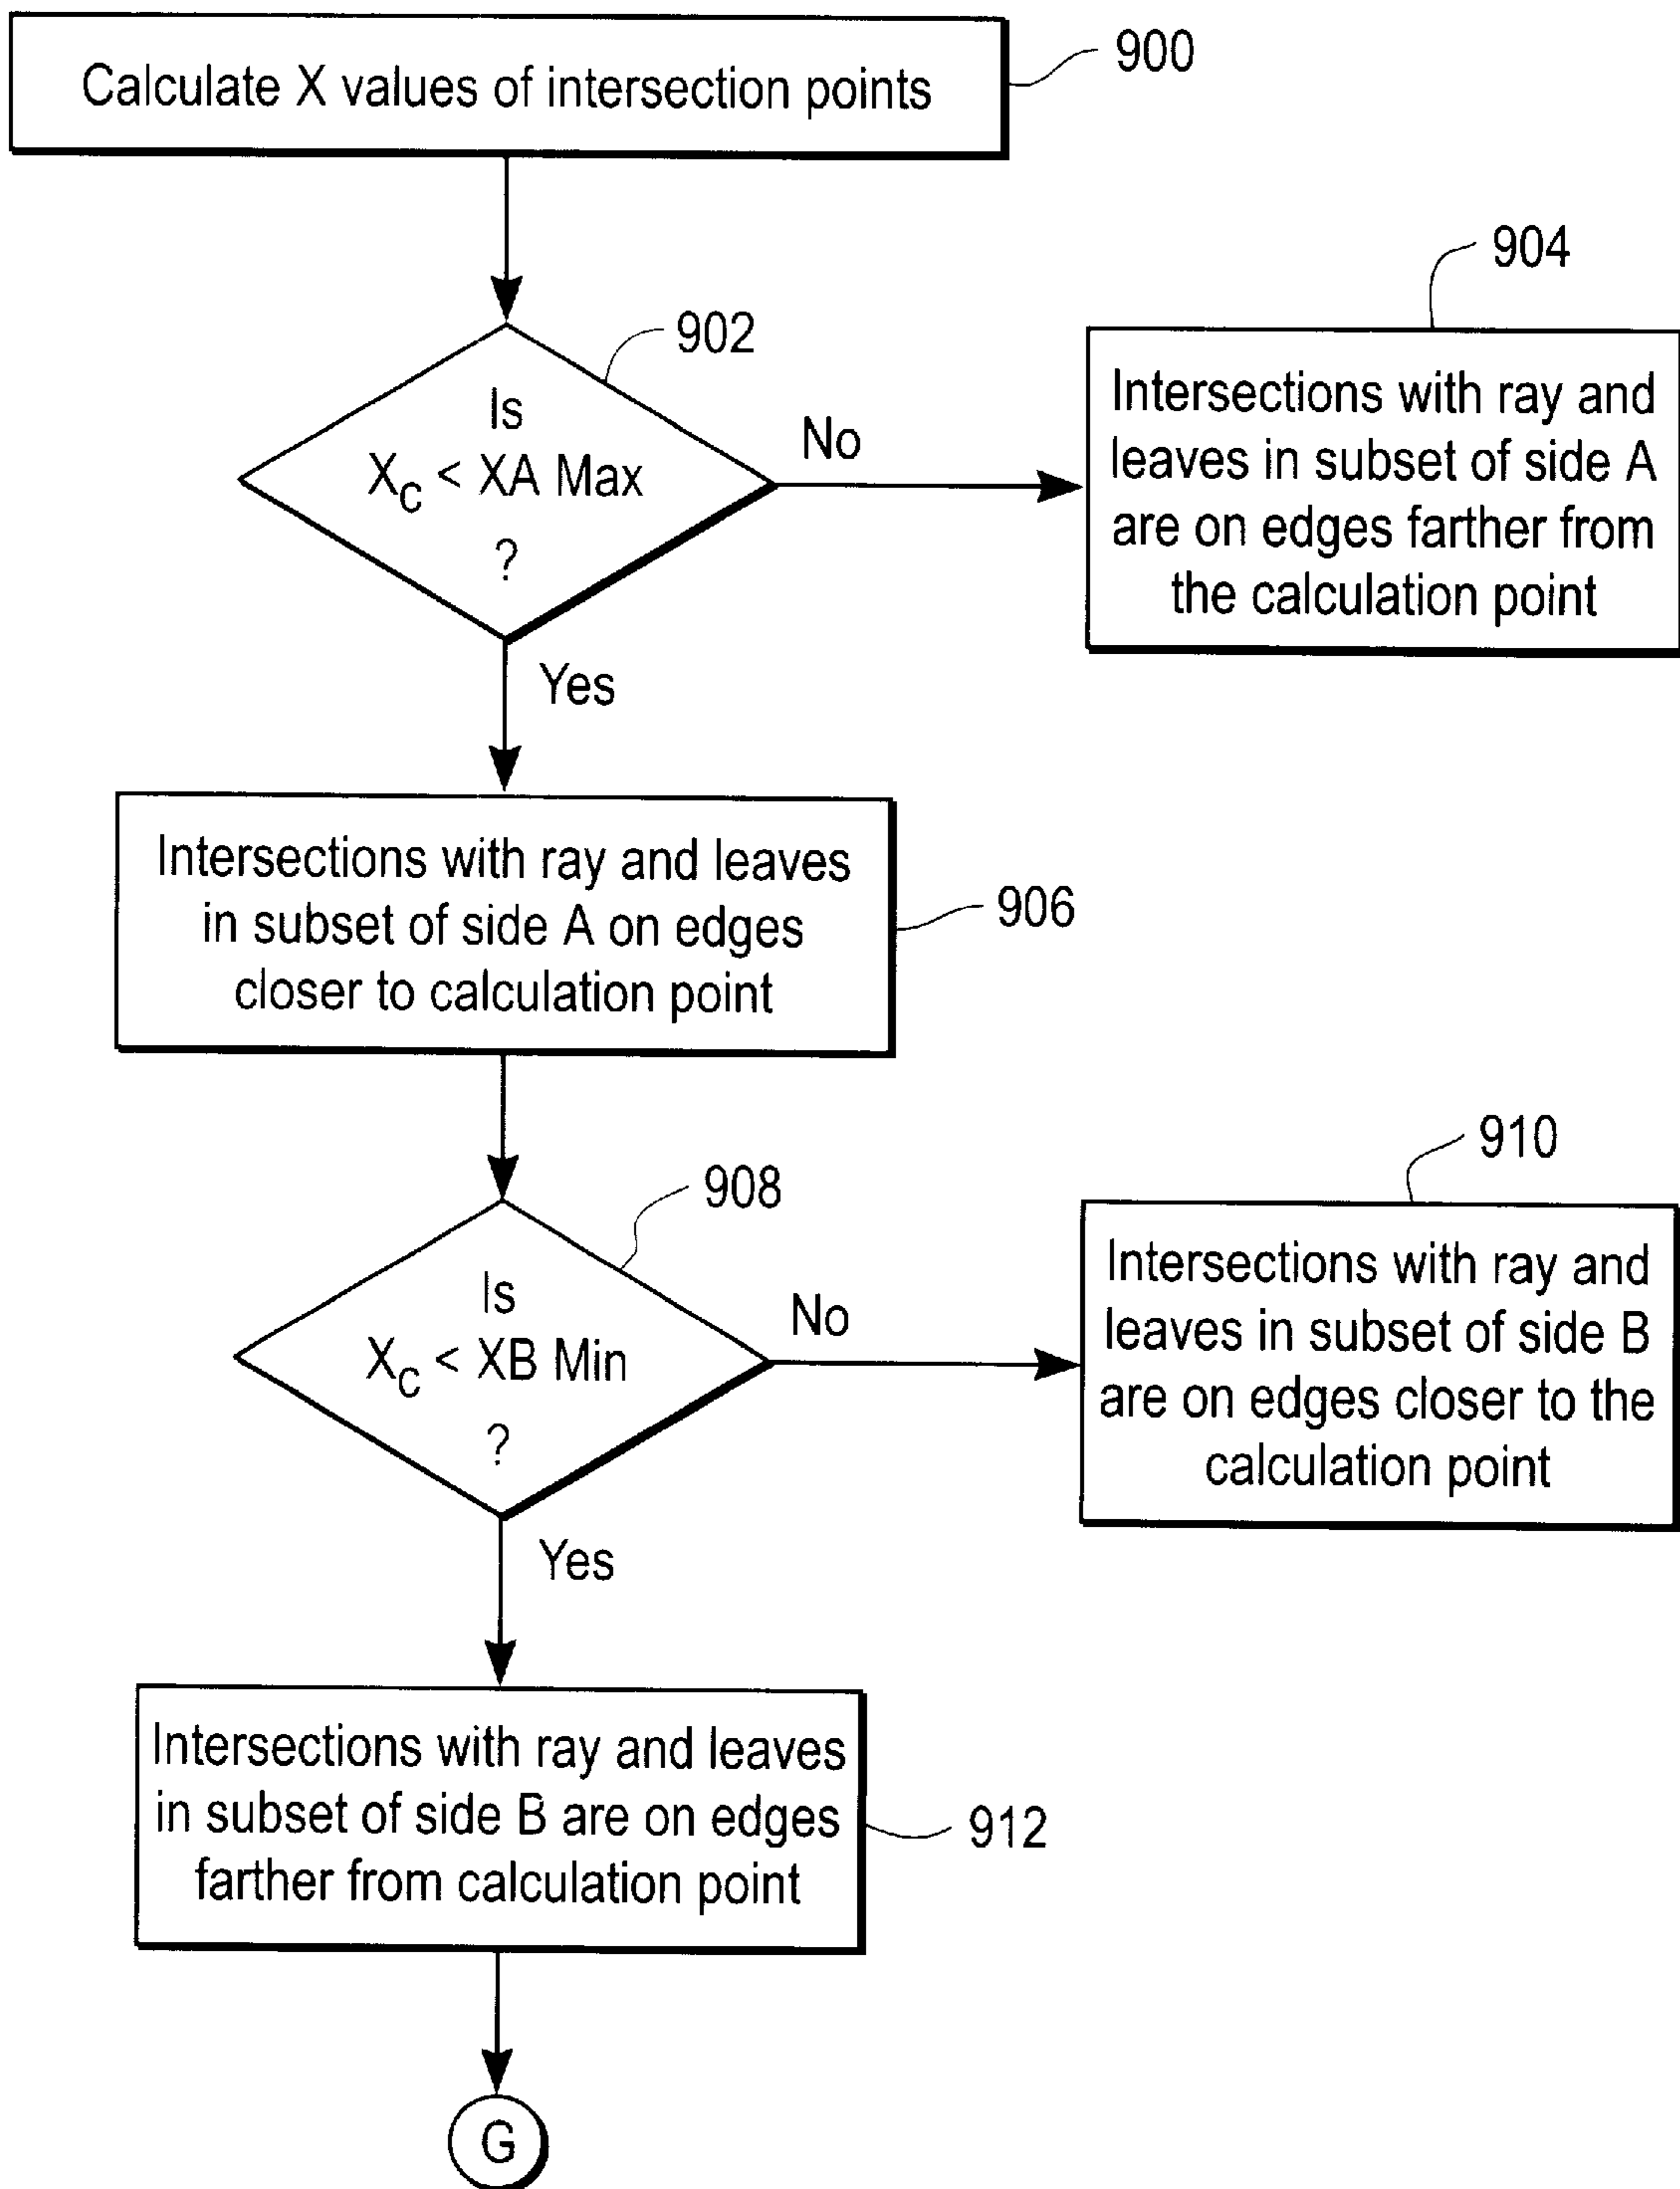 Calculate X values of intersection points
900
Is
X_C < XA Max
?
902
No
Yes
904
Intersections with ray and
leaves in subset of side A
are on edges farther from
the calculation point
Intersections with ray and leaves
in subset of side A on edges
closer to calculation point
906
Is
X_C < XB Min
?
908
No
Yes
910
Intersections with ray and
leaves in subset of side B
are on edges closer to the
calculation point
Intersections with ray and leaves
in subset of side B are on edges
farther from calculation point
912
G